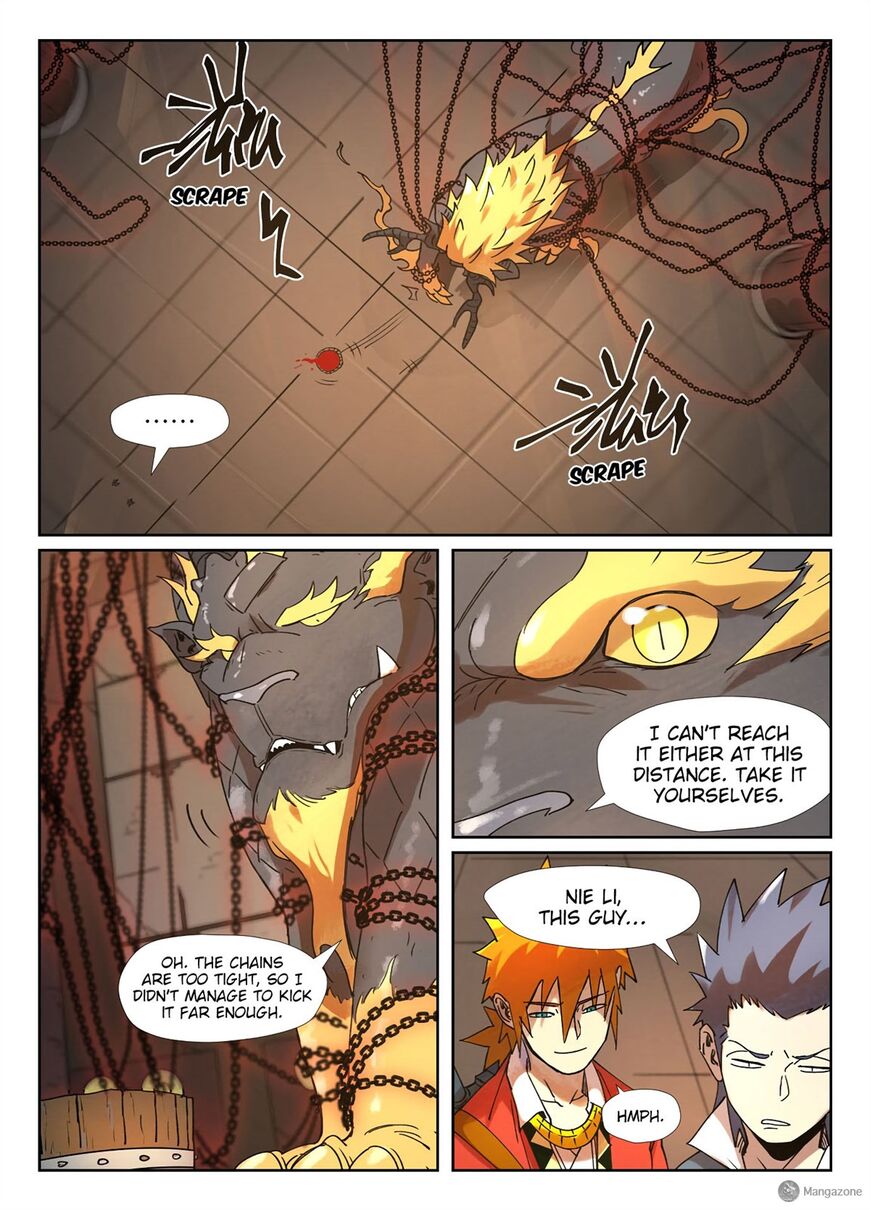 SCRAPE
......
SCRAPE
OH. THE CHAINS
ARE TOO TIGHT, SO I
DIDN'T MANAGE TO KICK
IT FAR ENOUGH.
I CAN'T REACH
IT EITHER AT THIS
DISTANCE. TAKE IT
YOURSELVES.
NIE LI,
THIS GUY...
HMPH.
Mangazone